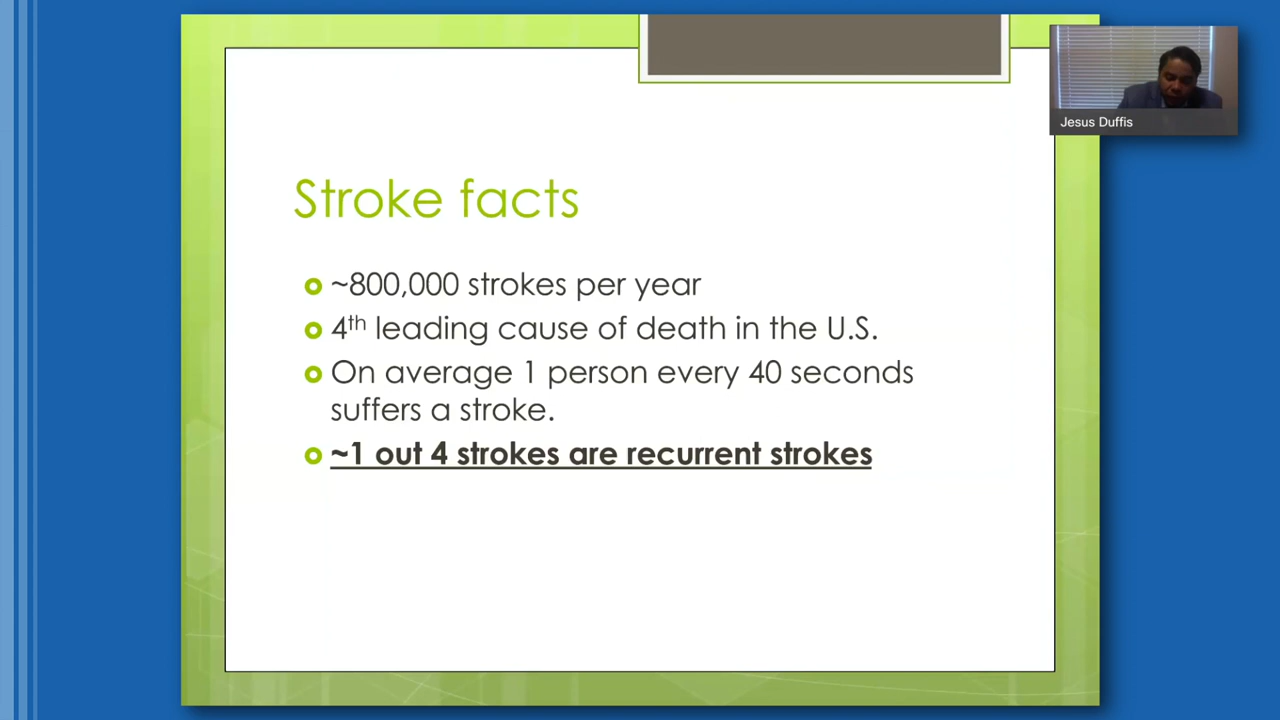 Jesus Duffis
Stroke facts
~800,000 strokes per year
4th leading cause of death in the U.S.
On average 1 person every 40 seconds
suffers a stroke.
~1 out 4 strokes are recurrent strokes